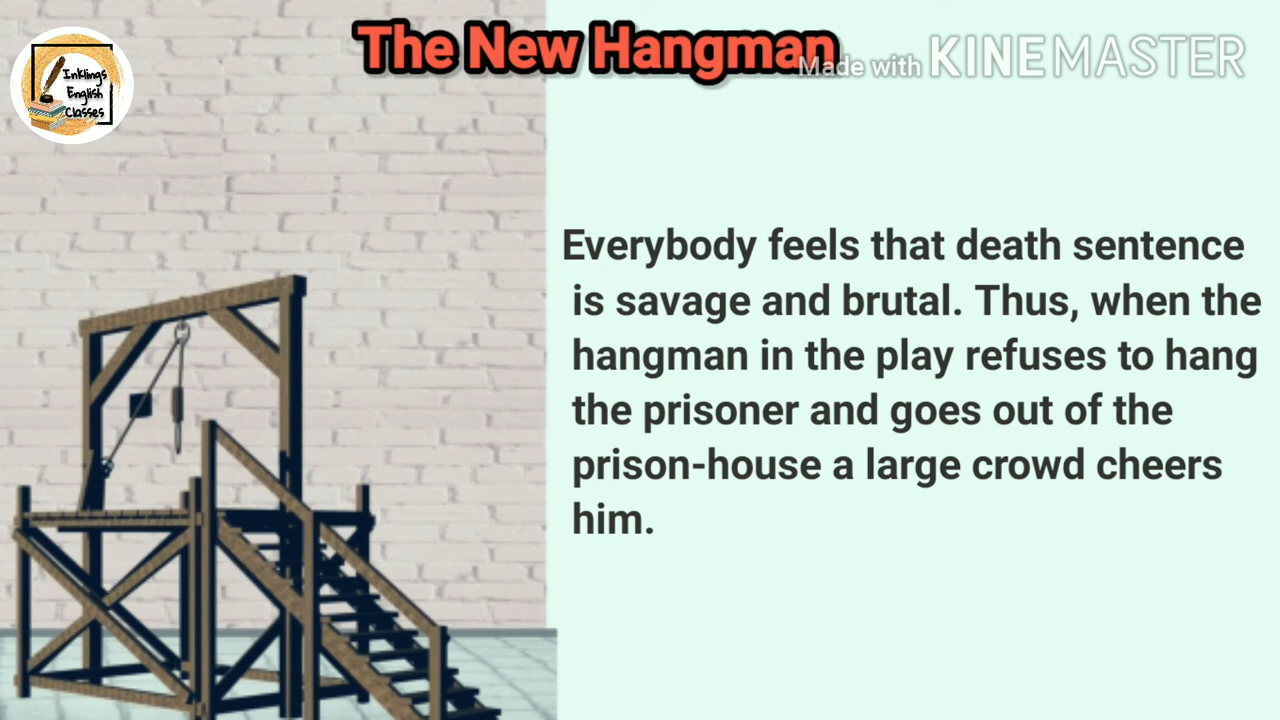 The New Hangman
Made with KINEMASTER
Inklings
English
Classes
Everybody feels that death sentence
is savage and brutal. Thus, when the
hangman in the play refuses to hang
the prisoner and goes out of the
prison-house a large crowd cheers
him.